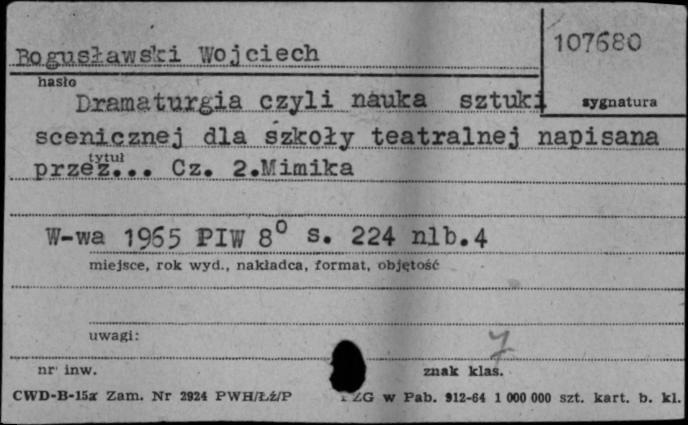 Bogusławski Wojciech
107680
hasło
Dramaturgia czyli nauka sztuki
sygnatura
scenicznej dla szkoły teatralnej napisana
tytuł
przez... Cz. 2.Mimika
W-wa 1965 PIW 8° s. 224 nlb.4
miejsce, rok wyd., nakładca, format, objętość
uwagi:
7
nr inw.
znak klas.
CWD-B-15a Zam. Nr 2924 PWH/Łź/P ZG w Pab. 912-64 1 000 000 szt. kart. b. kl.